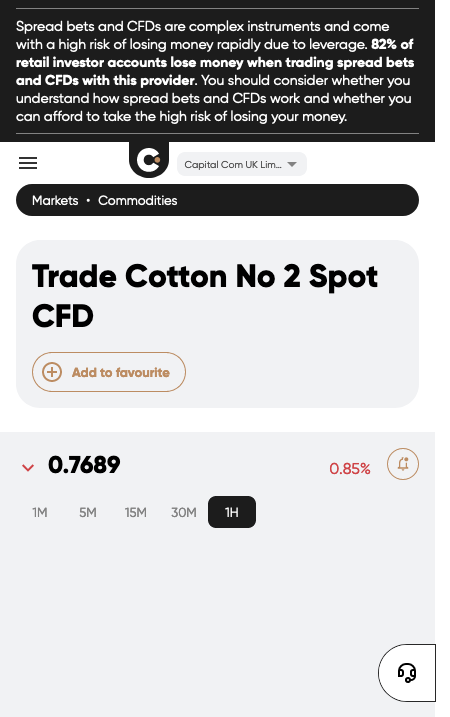 Spread bets and CFDs are complex instruments and come
with a high risk of losing money rapidly due to leverage. 82% of
retail investor accounts lose money when trading spread bets
and CFDs with this provider. You should consider whether you
understand how spread bets and CFDs work and whether you
can afford to take the high risk of losing your money.
Capital Com UK Lim...
Markets • Commodities
Trade Cotton No 2 Spot
CFD
Add to favourite
0.7689
0.85%
1M 5M 15M 30M 1H